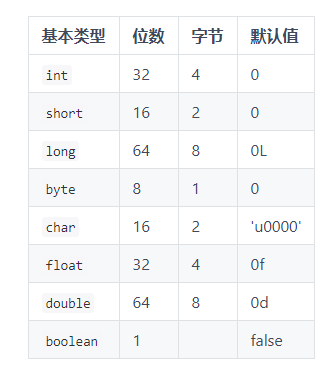 基本类型 位数 字节 默认值
int 32 4 0
short 16 2 0
long 64 8 0L
byte 8 1 0
char 16 2 'u0000'
float 32 4 0f
double 64 8 0d
boolean 1 false